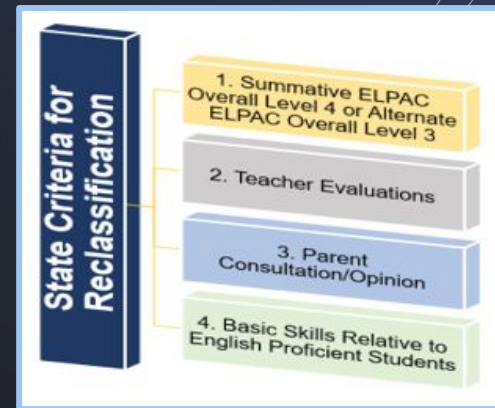 State Criteria for
Reclassification
1. Summative ELPAC
Overall Level 4 or Alternate
ELPAC Overall Level 3
2. Teacher Evaluations
3. Parent
Consultation/Opinion
4. Basic Skills Relative to
English Proficient Students